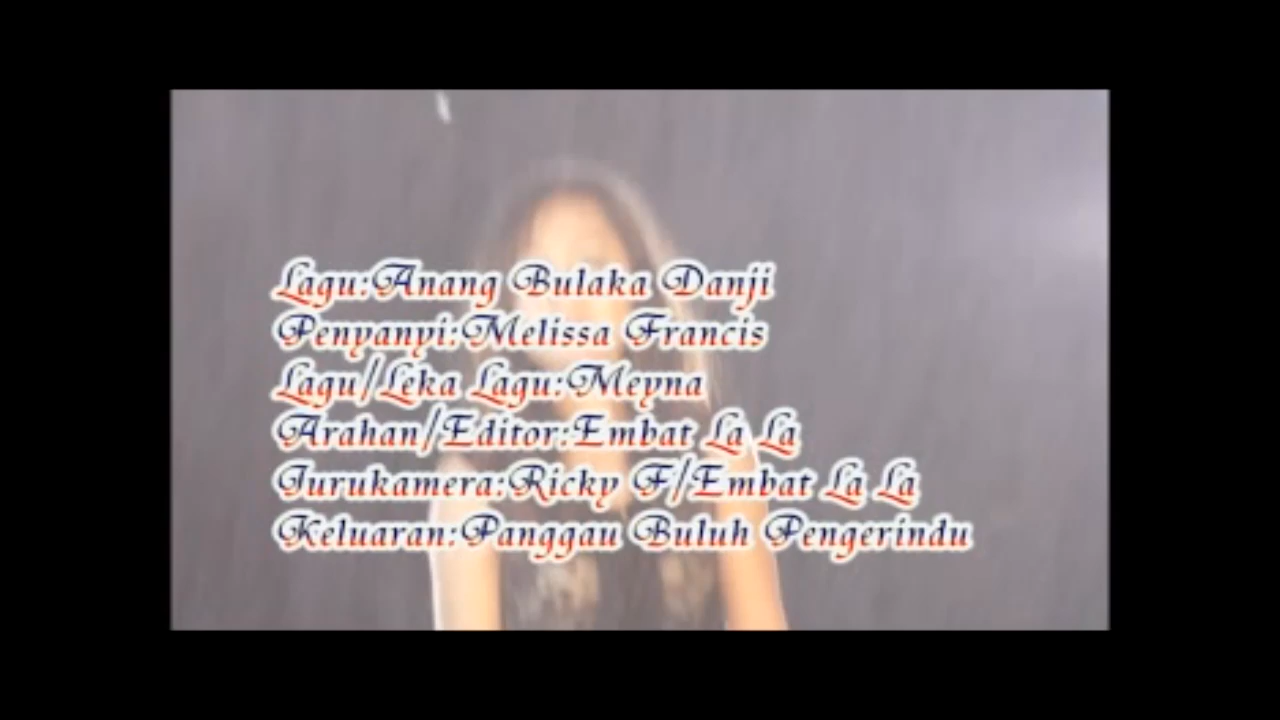 Lagu:Anang Bulaka Danji
Penyanyi:Melissa Francis
Lagu/Leka Lagu:Meyna
Arahan/Editor:Embat La La
Jurukamera:Ricky F/Embat La La
Keluaran:Panggau Buluh Pengerindu